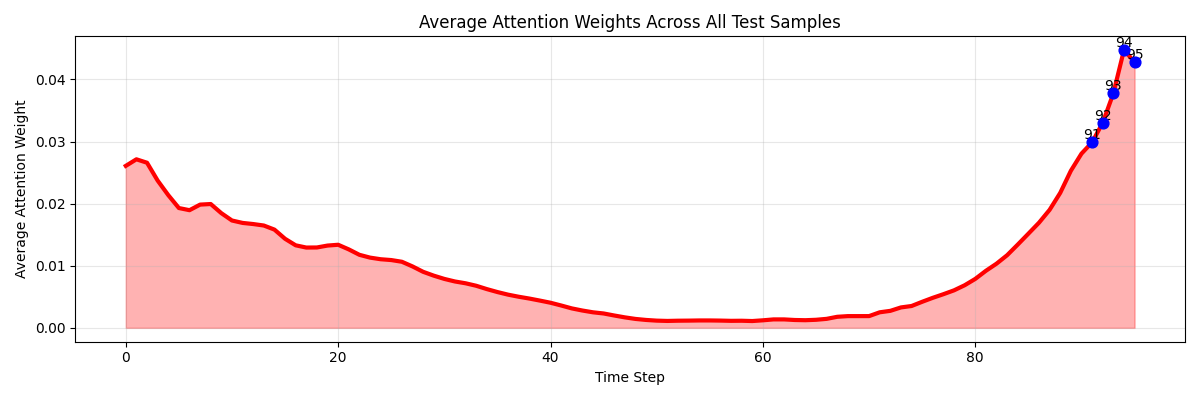 Average Attention Weights Across All Test Samples
Average Attention Weight
0.04
0.03
0.02
0.01
0.00
94
95
93
92
91
0 20 40 60 80
Time Step